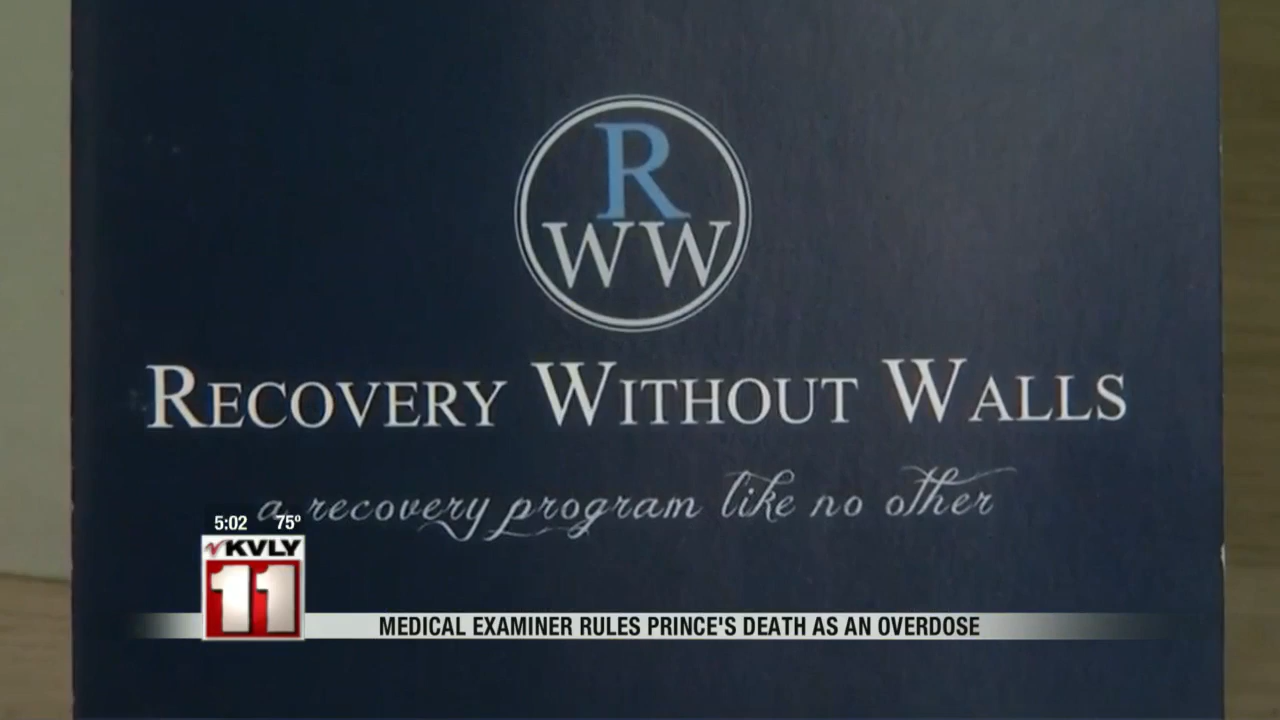 R
WW
RECOVERY WITHOUT WALLS
a recovery program like no other
5:02 75º
KVLY
11
MEDICAL EXAMINER RULES PRINCE'S DEATH AS AN OVERDOSE